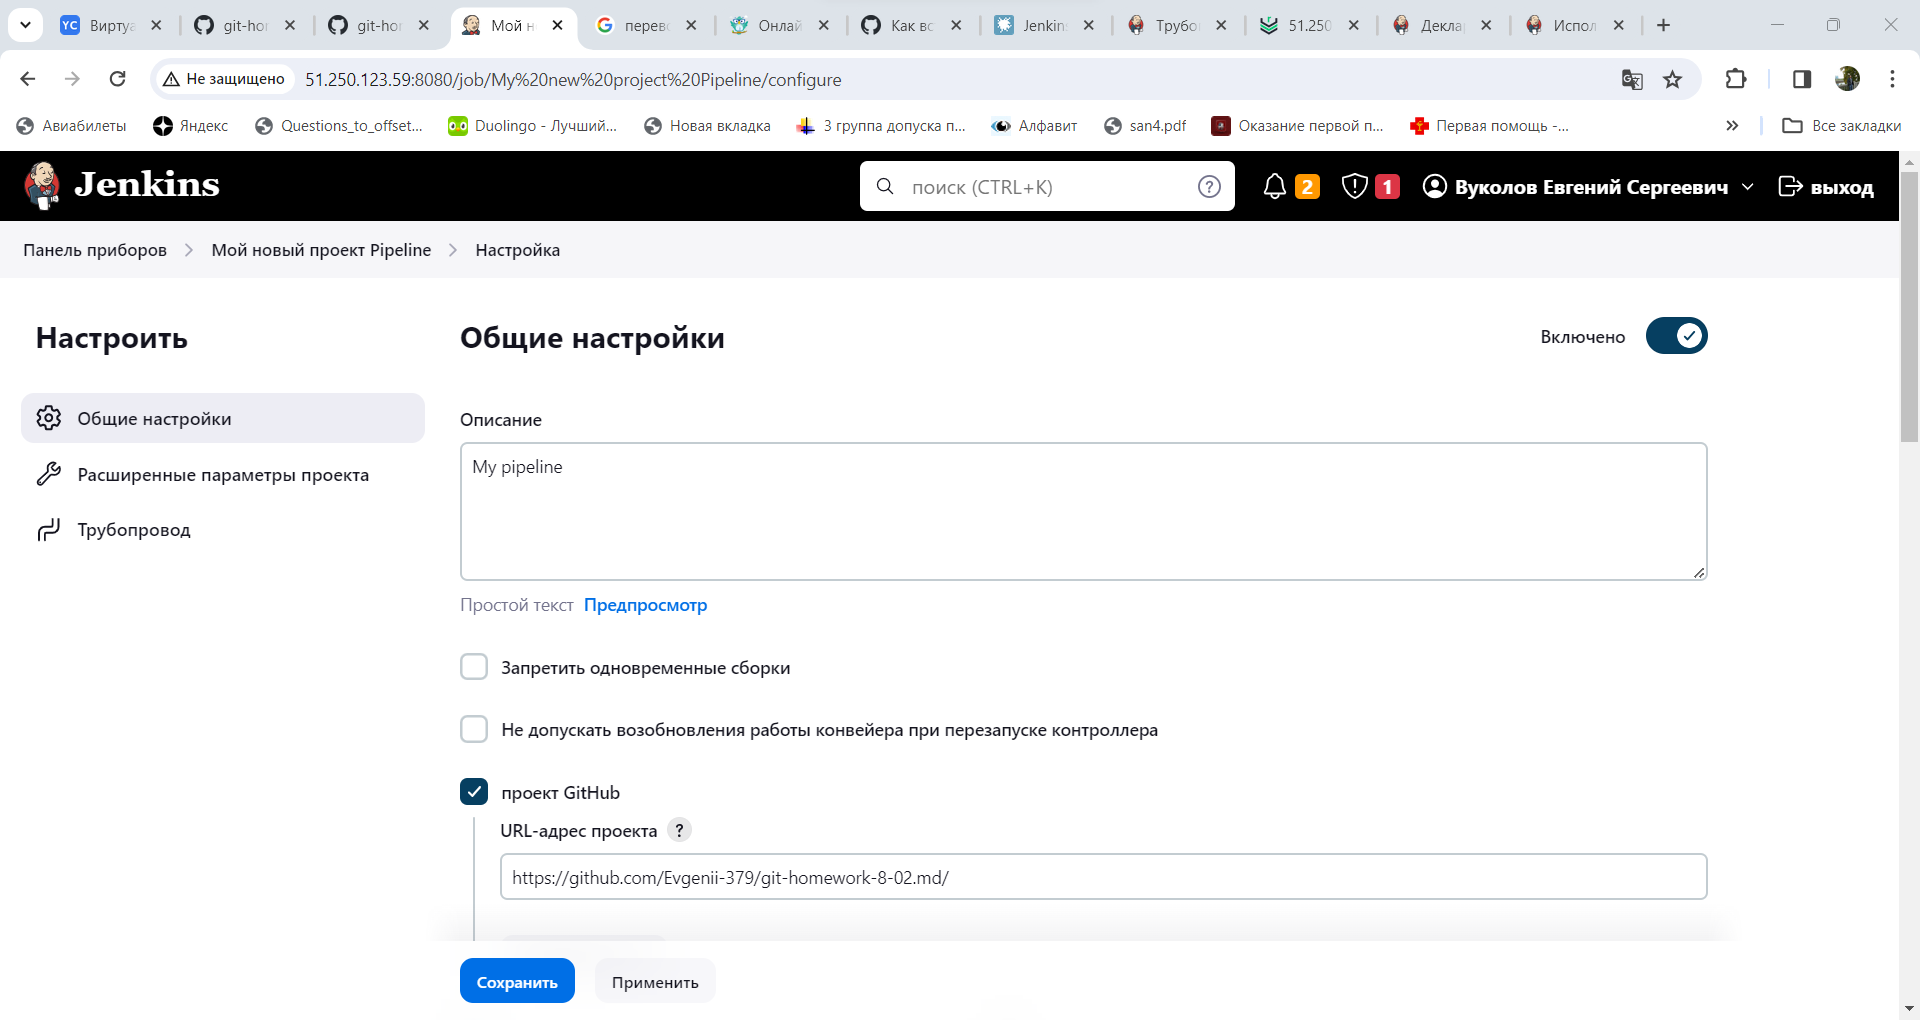 YC Виртуа
git-hor
git-hor
Мой н
перев
Онлай
Как вс
Jenkin
Трубо
51.250
Декла
Испол
Не защищено 51.250.123.59:8080/job/My%20new%20project%20Pipeline/configure
Авиабилеты Яндекс Questions_to_offset... Duolingo - Лучший... Новая вкладка 3 группа допуска п... Алфавит san4.pdf Оказание первой п... Первая помощь -... Все закладки
Jenkins поиск (CTRL+K) ? 2 1 Вуколов Евгений Сергеевич выход
Панель приборов Мой новый проект Pipeline Настройка
Настроить
Общие настройки
Расширенные параметры проекта
Трубопровод
Общие настройки Включено
Описание
My pipeline
Простой текст Предпросмотр
Запретить одновременные сборки
Не допускать возобновления работы конвейера при перезапуске контроллера
проект GitHub
URL-адрес проекта ?
https://github.com/Evgenii-379/git-homework-8-02.md/
Сохранить Применить